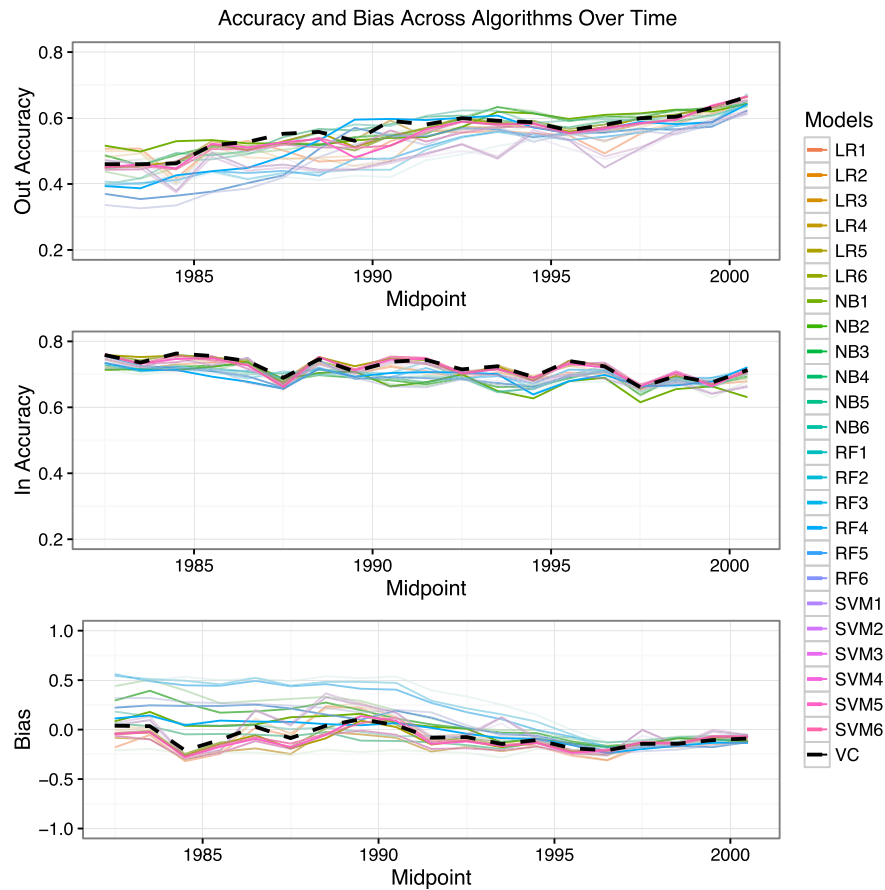 Accuracy and Bias Across Algorithms Over Time
0.8
0.6
0.4
0.2
Out Accuracy
1985 1990 1995 2000
Midpoint
0.8
0.6
0.4
0.2
In Accuracy
1985 1990 1995 2000
Midpoint
1.0
0.5
0.0
−0.5
−1.0
Bias
1985 1990 1995 2000
Midpoint
Models
LR1
LR2
LR3
LR4
LR5
LR6
NB1
NB2
NB3
NB4
NB5
NB6
RF1
RF2
RF3
RF4
RF5
RF6
SVM1
SVM2
SVM3
SVM4
SVM5
SVM6
VC